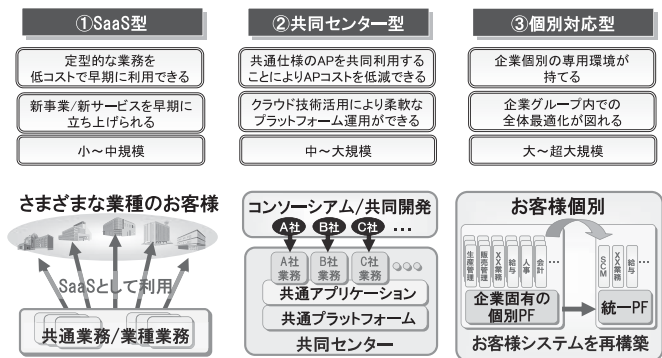 ①SaaS型
定型的な業務を
低コストで早期に利用できる
新事業/新サービスを早期に
立ち上げられる
小～中規模
さまざまな業種のお客様
SaaSとして利用
共通業務/業種業務
②共同センター型
共通仕様のAPを共同利用する
ことによりAPコストを低減できる
クラウド技術活用により柔軟な
プラットフォーム運用ができる
中～大規模
コンソーシアム/共同開発
A社 B社 C社 …
A社業務 B社業務 C社業務
共通アプリケーション
共通プラットフォーム
共同センター
③個別対応型
企業個別の専用環境が
持てる
企業グループ内での
全体最適化が図れる
大～超大規模
お客様個別
生産管理 販売管理 XX業務 給与 人事 会計 …
企業固有の
個別PF
SCM XX業務 給与 …
統一PF
お客様システムを再構築